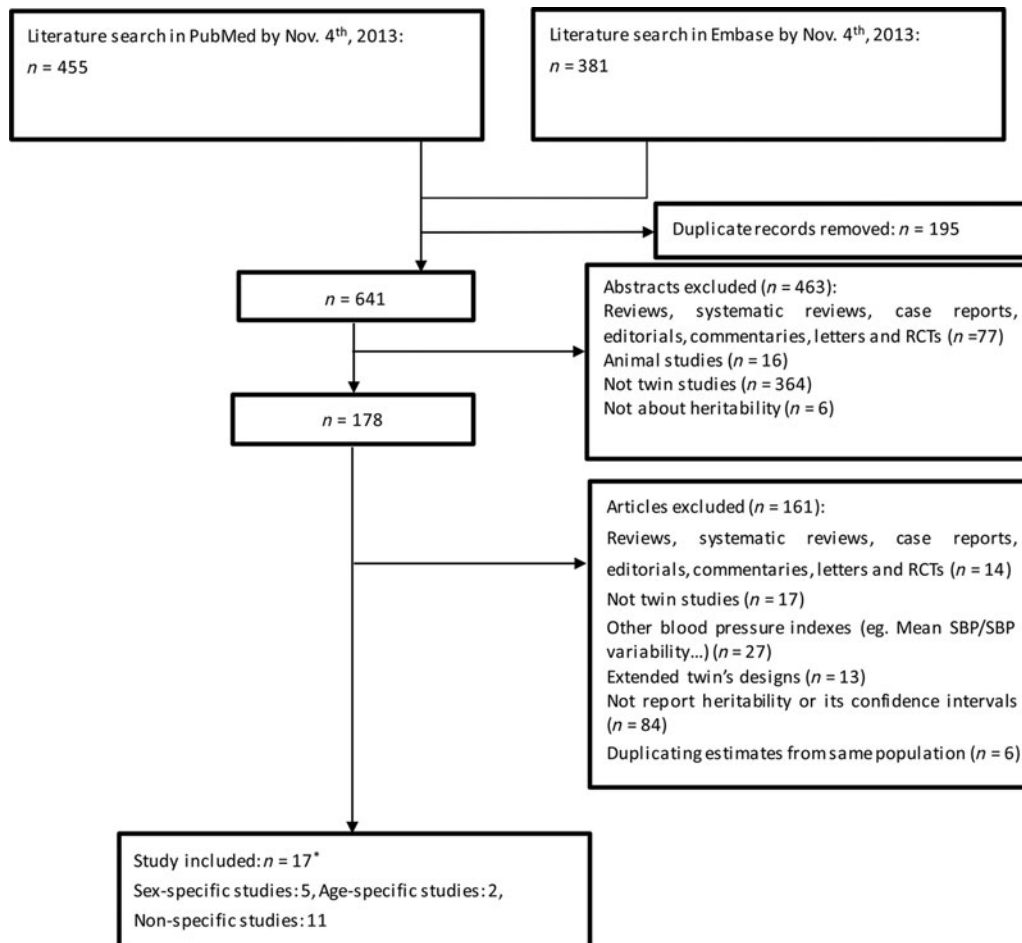 Literature search in PubMed by Nov. 4th, 2013:
n = 455
Literature search in Embase by Nov. 4th, 2013:
n = 381
Duplicate records removed: n = 195
n = 641
Abstracts excluded (n = 463):
Reviews, systematic reviews, case reports,
editorials, commentaries, letters and RCTs (n =77)
Animal studies (n = 16)
Not twin studies (n = 364)
Not about heritability (n = 6)
n = 178
Articles excluded (n = 161):
Reviews, systematic reviews, case reports,
editorials, commentaries, letters and RCTs (n = 14)
Not twin studies (n = 17)
Other blood pressure indexes (eg. Mean SBP/SBP
variability...) (n = 27)
Extended twin's designs (n = 13)
Not report heritability or its confidence intervals
(n = 84)
Duplicating estimates from same population (n = 6)
Study included: n = 17*
Sex-specific studies: 5, Age-specific studies: 2,
Non-specific studies: 11